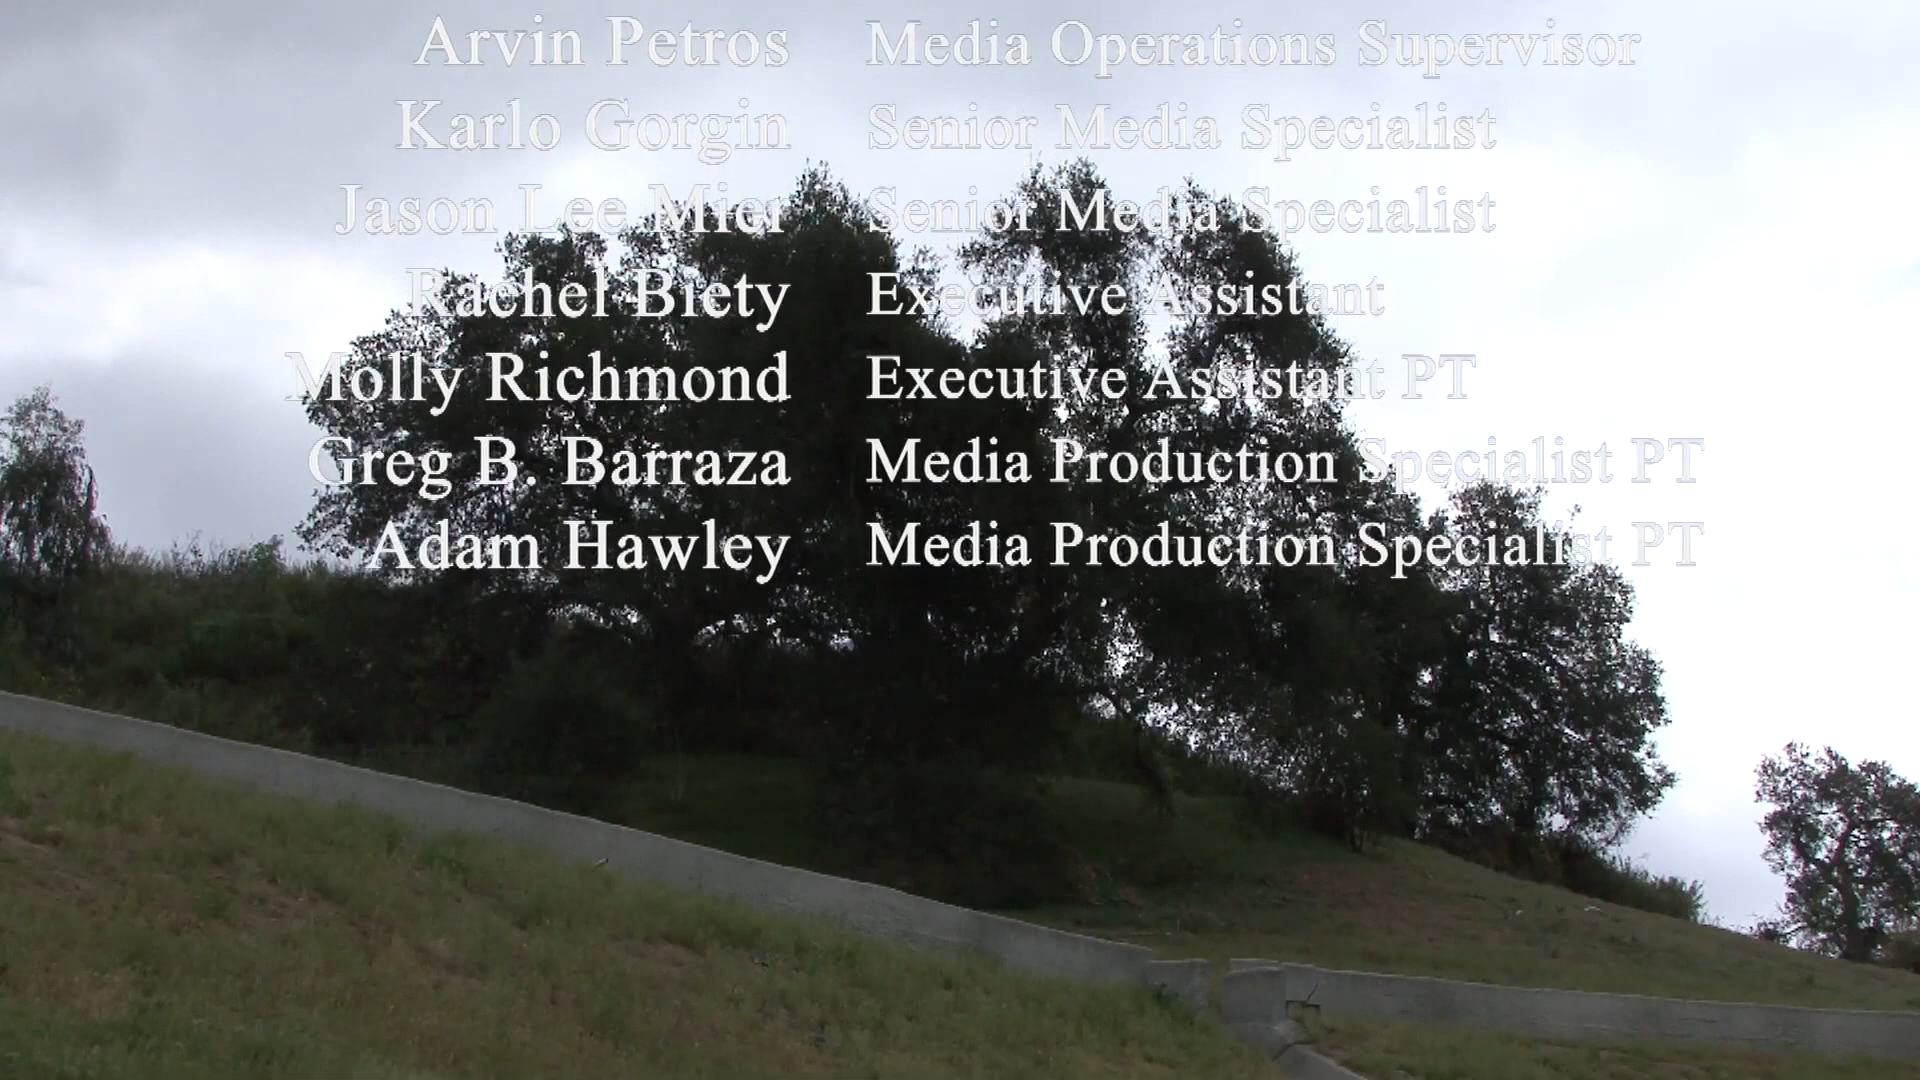 Arvin Petros Media Operations Supervisor
Karlo Gorgin Senior Media Specialist
Jason Lee Mier Senior Media Specialist
Rachel Biety Executive Assistant
Molly Richmond Executive Assistant PT
Greg B. Barraza Media Production Specialist PT
Adam Hawley Media Production Specialist PT